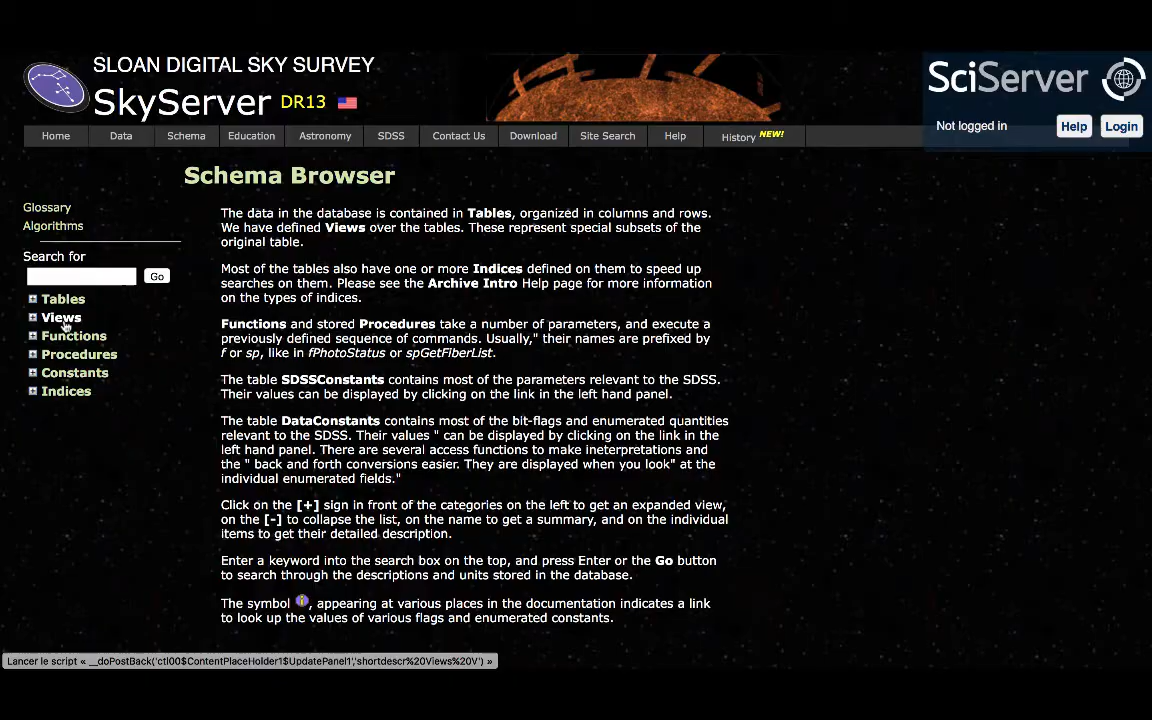 SLOAN DIGITAL SKY SURVEY
SkyServer DR13
SciServer
Not logged in Help Login
Home Data Schema Education Astronomy SDSS Contact Us Download Site Search Help History NEW!
Schema Browser
Glossary
Algorithms
Search for
Go
Tables
Views
Functions
Procedures
Constants
Indices
The data in the database is contained in Tables, organized in columns and rows.
We have defined Views over the tables. These represent special subsets of the
original table.
Most of the tables also have one or more Indices defined on them to speed up
searches on them. Please see the Archive Intro Help page for more information
on the types of indices.
Functions and stored Procedures take a number of parameters, and execute a
previously defined sequence of commands. Usually," their names are prefixed by
f or sp, like in fPhotoStatus or spGetFiberList.
The table SDSSConstants contains most of the parameters relevant to the SDSS.
Their values can be displayed by clicking on the link in the left hand panel.
The table DataConstants contains most of the bit-flags and enumerated quantities
relevant to the SDSS. Their values " can be displayed by clicking on the link in the
left hand panel. There are several access functions to make ineterpretations and
the " back and forth conversions easier. They are displayed when you look" at the
individual enumerated fields."
Click on the [+] sign in front of the categories on the left to get an expanded view,
on the [-] to collapse the list, on the name to get a summary, and on the individual
items to get their detailed description.
Enter a keyword into the search box on the top, and press Enter or the Go button
to search through the descriptions and units stored in the database.
The symbol i, appearing at various places in the documentation indicates a link
to look up the values of various flags and enumerated constants.
Lancer le script « __doPostBack('ctl00$ContentPlaceHolder1$UpdatePanel1','shortdescr%20Views%20V') »